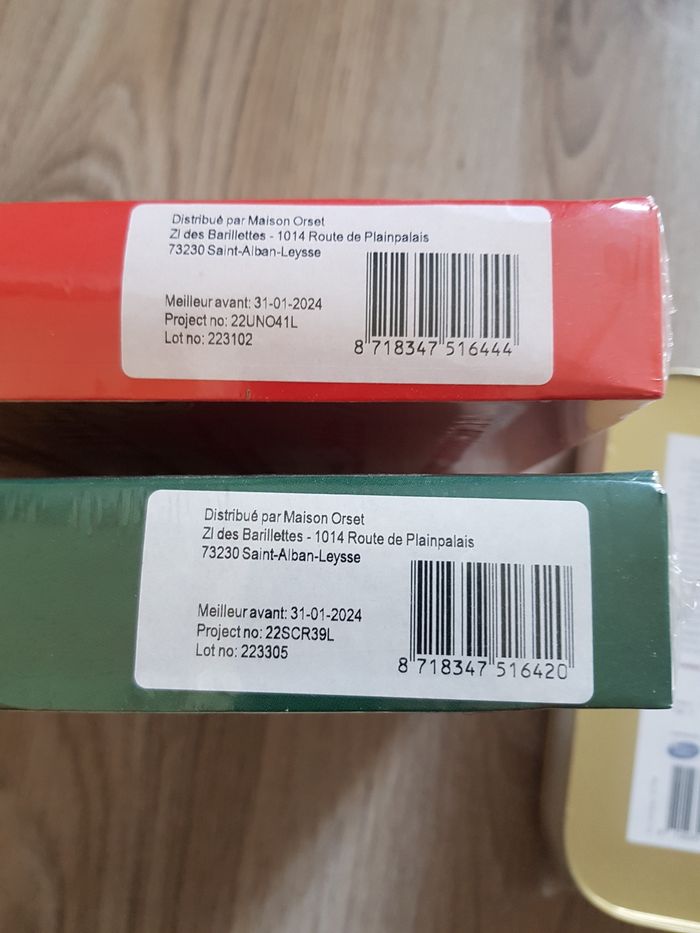 Distribué par Maison Orset
ZI des Barillettes - 1014 Route de Plainpalais
73230 Saint-Alban-Leysse
Meilleur avant: 31-01-2024
Project no: 22UNO41L
Lot no: 223102
8 718347 516444
Distribué par Maison Orset
ZI des Barillettes - 1014 Route de Plainpalais
73230 Saint-Alban-Leysse
Meilleur avant: 31-01-2024
Project no: 22SCR39L
Lot no: 223305
8 718347 516420